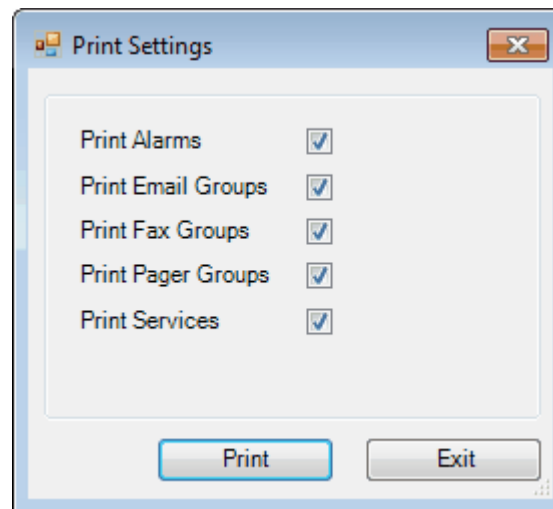 Print Settings
Print Alarms
Print Email Groups
Print Fax Groups
Print Pager Groups
Print Services
Print Exit